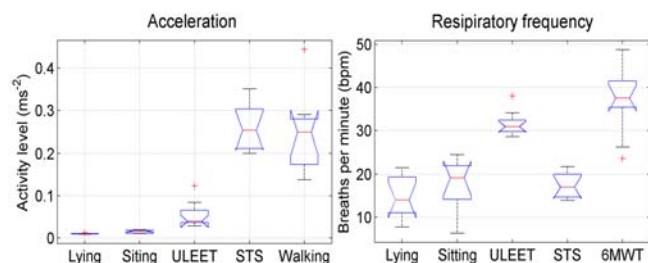 Acceleration
Activity level (ms-2)
0.4
0.3
0.2
0.1
0
Lying Siting ULEET STS Walking
Resipiratory frequency
Breaths per minute (bpm)
50
40
30
20
10
Lying Sitting ULEET STS 6MWT